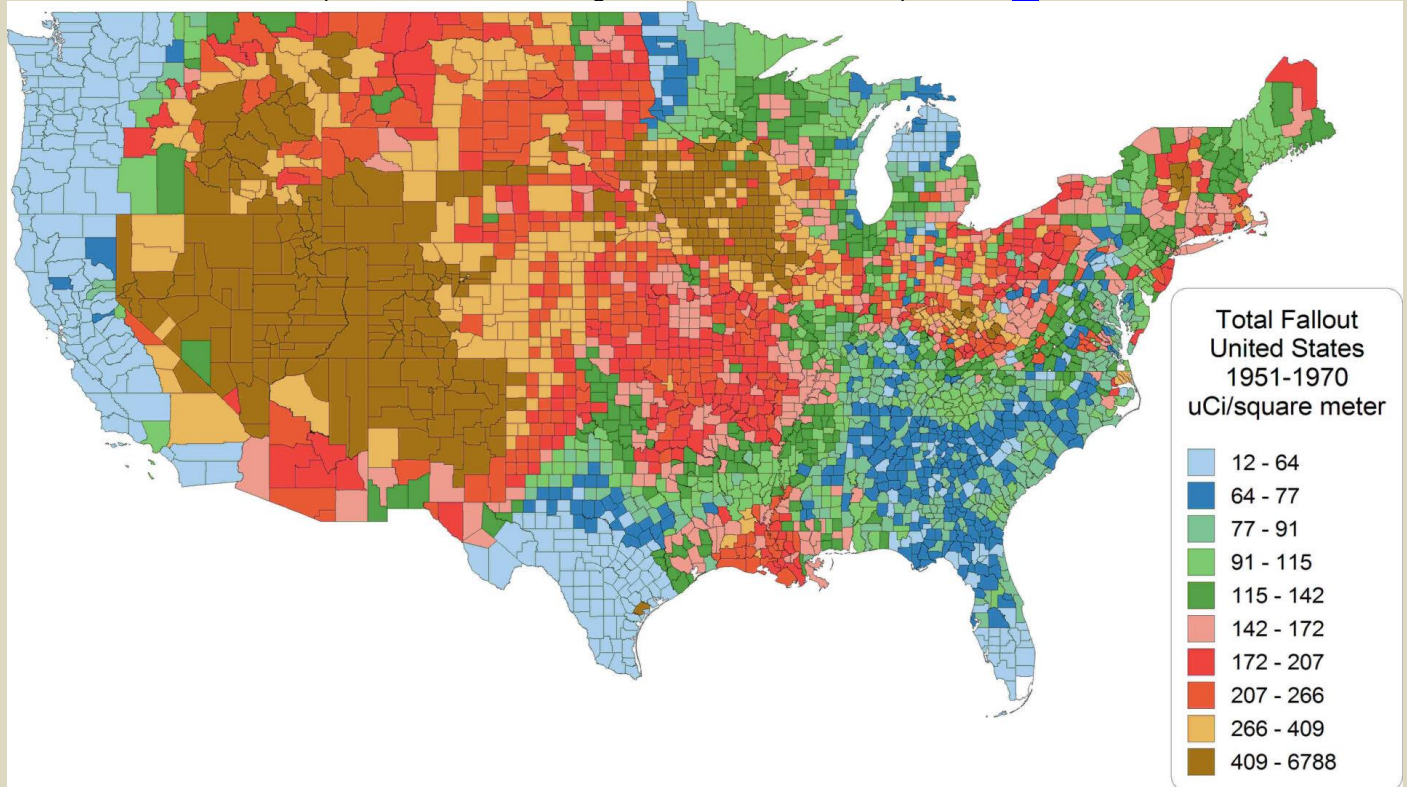 Total Fallout
United States
1951-1970
uCi/square meter
12 - 64
64 - 77
77 - 91
91 - 115
115 - 142
142 - 172
172 - 207
207 - 266
266 - 409
409 - 6788